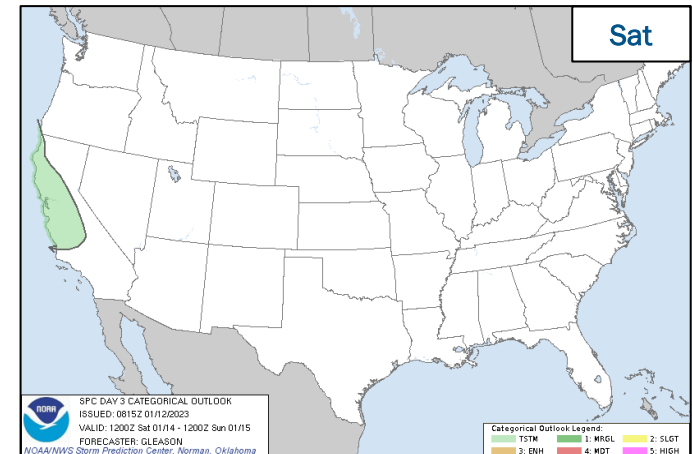 Sat
NOAA
SPC DAY 3 CATEGORICAL OUTLOOK
ISSUED: 0815Z 01/12/2023
VALID: 1200Z Sat 01/14 - 1200Z Sun 01/15
FORECASTER: GLEASON
NOAA/NWS Storm Prediction Center, Norman, Oklahoma
Categorical Outlook Legend:
TSTM 1: MRGL 2: SLGT
3: ENH 4: MDT 5: HIGH